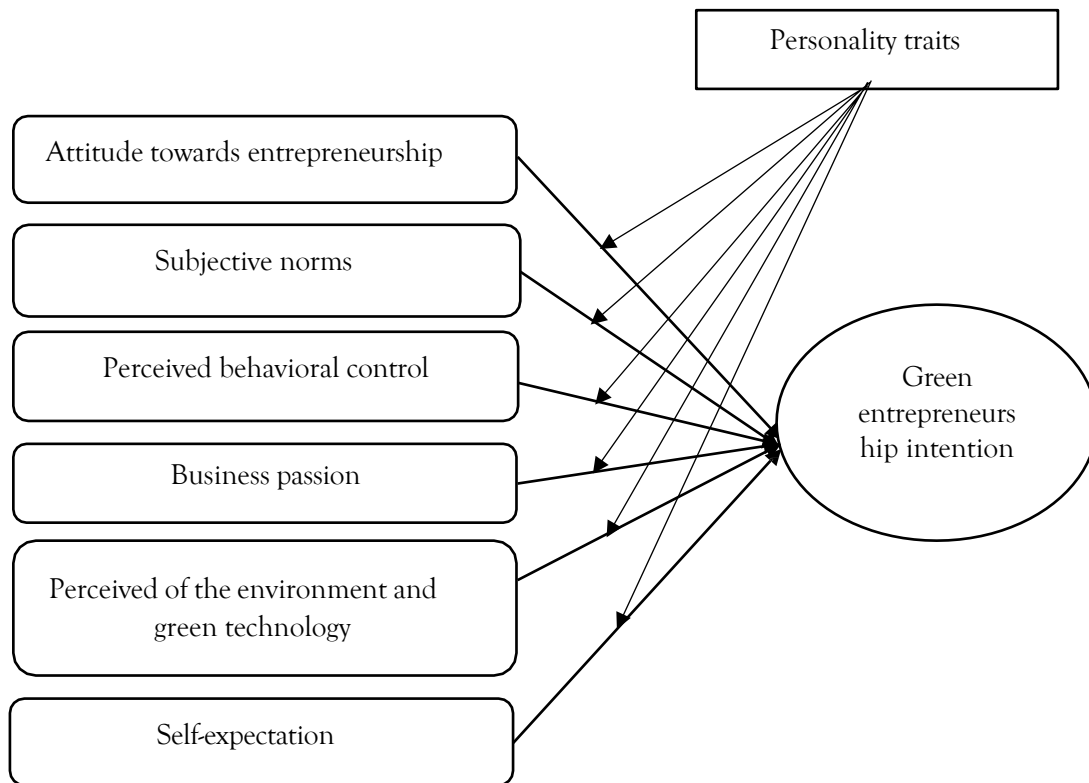 Personality traits
Attitude towards entrepreneurship
Subjective norms
Perceived behavioral control
Business passion
Perceived of the environment and
green technology
Self-expectation
Green
entrepreneurs
hip intention